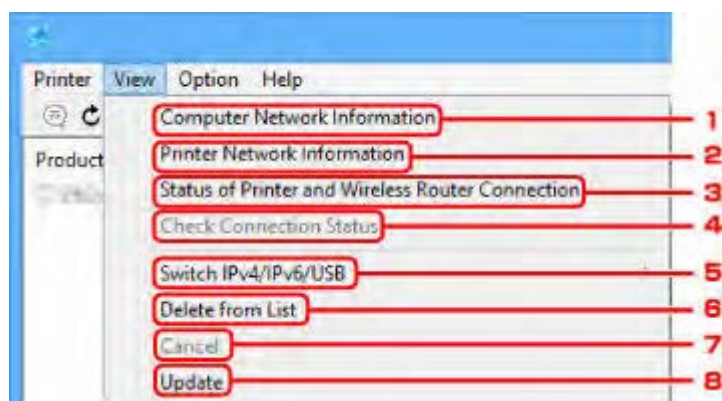 Printer View Option Help
Computer Network Information 1
Product Printer Network Information 2
Status of Printer and Wireless Router Connection 3
Check Connection Status 4
Switch IPv4/IPv6/USB 5
Delete from List 6
Cancel 7
Update 8